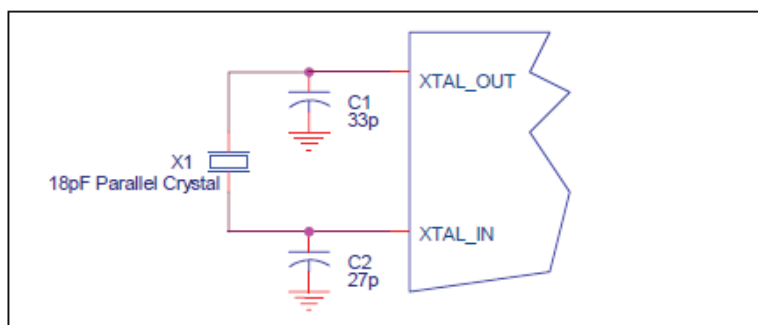 XTAL_OUT
C1
33p
X1
18pF Parallel Crystal
XTAL_IN
C2
27p